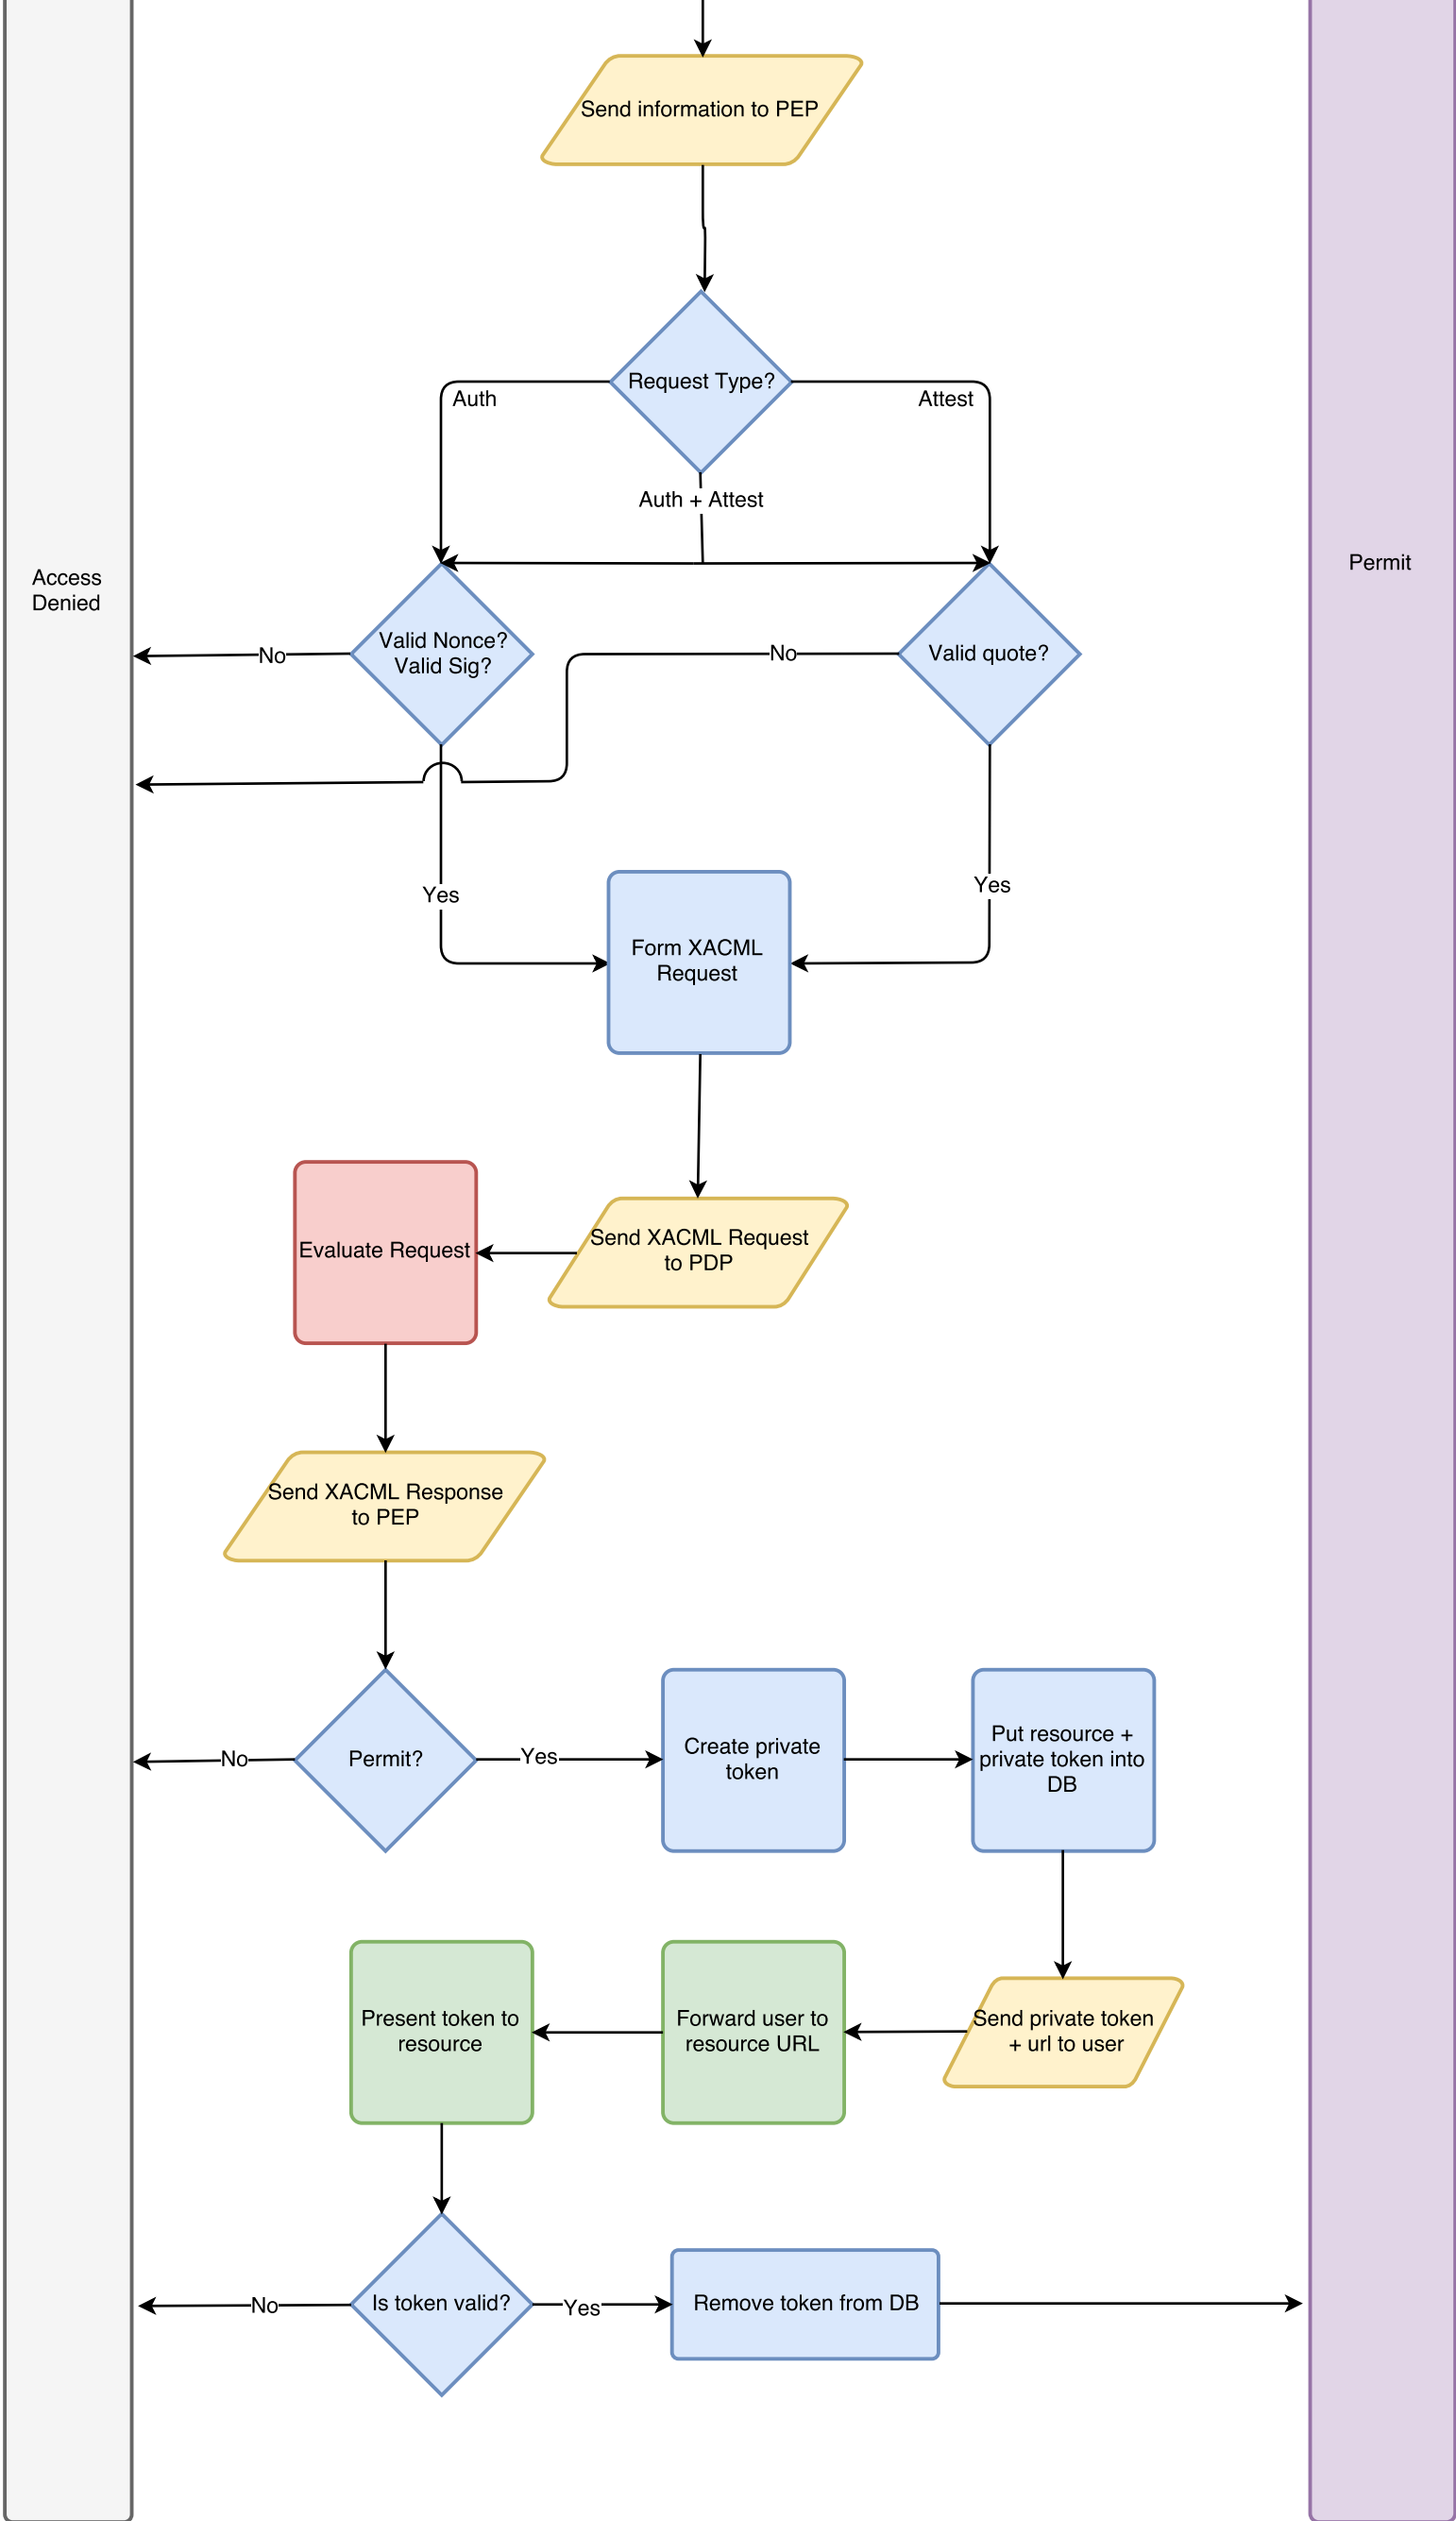 Send information to PEP
Request Type?
Auth
Attest
Auth + Attest
Access
Denied
Permit
Valid Nonce?
Valid Sig?
No
No
Valid quote?
Yes
Yes
Form XACML
Request
Evaluate Request
Send XACML Request
to PDP
Send XACML Response
to PEP
No
Permit?
Yes
Create private
token
Put resource +
private token into
DB
Present token to
resource
Forward user to
resource URL
Send private token
+ url to user
No
Is token valid?
Yes
Remove token from DB